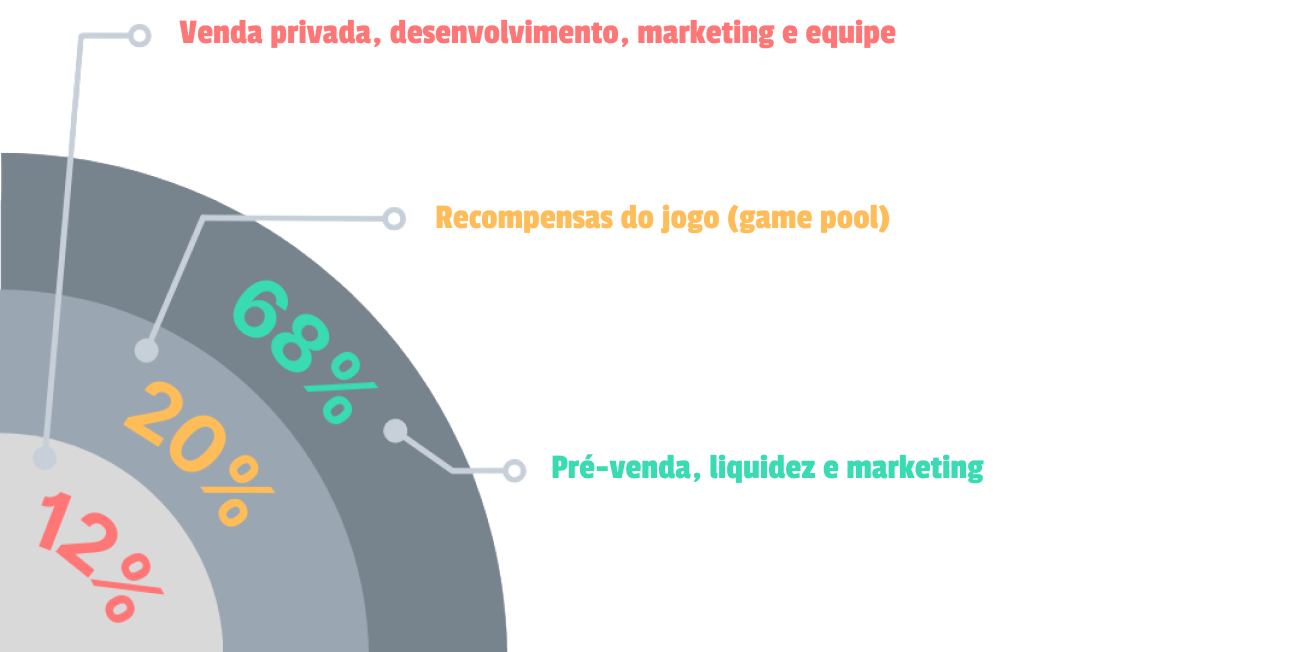 Venda privada, desenvolvimento, marketing e equipe
Recompensas do jogo (game pool)
68%
20%
Pré-venda, liquidez e marketing
12%